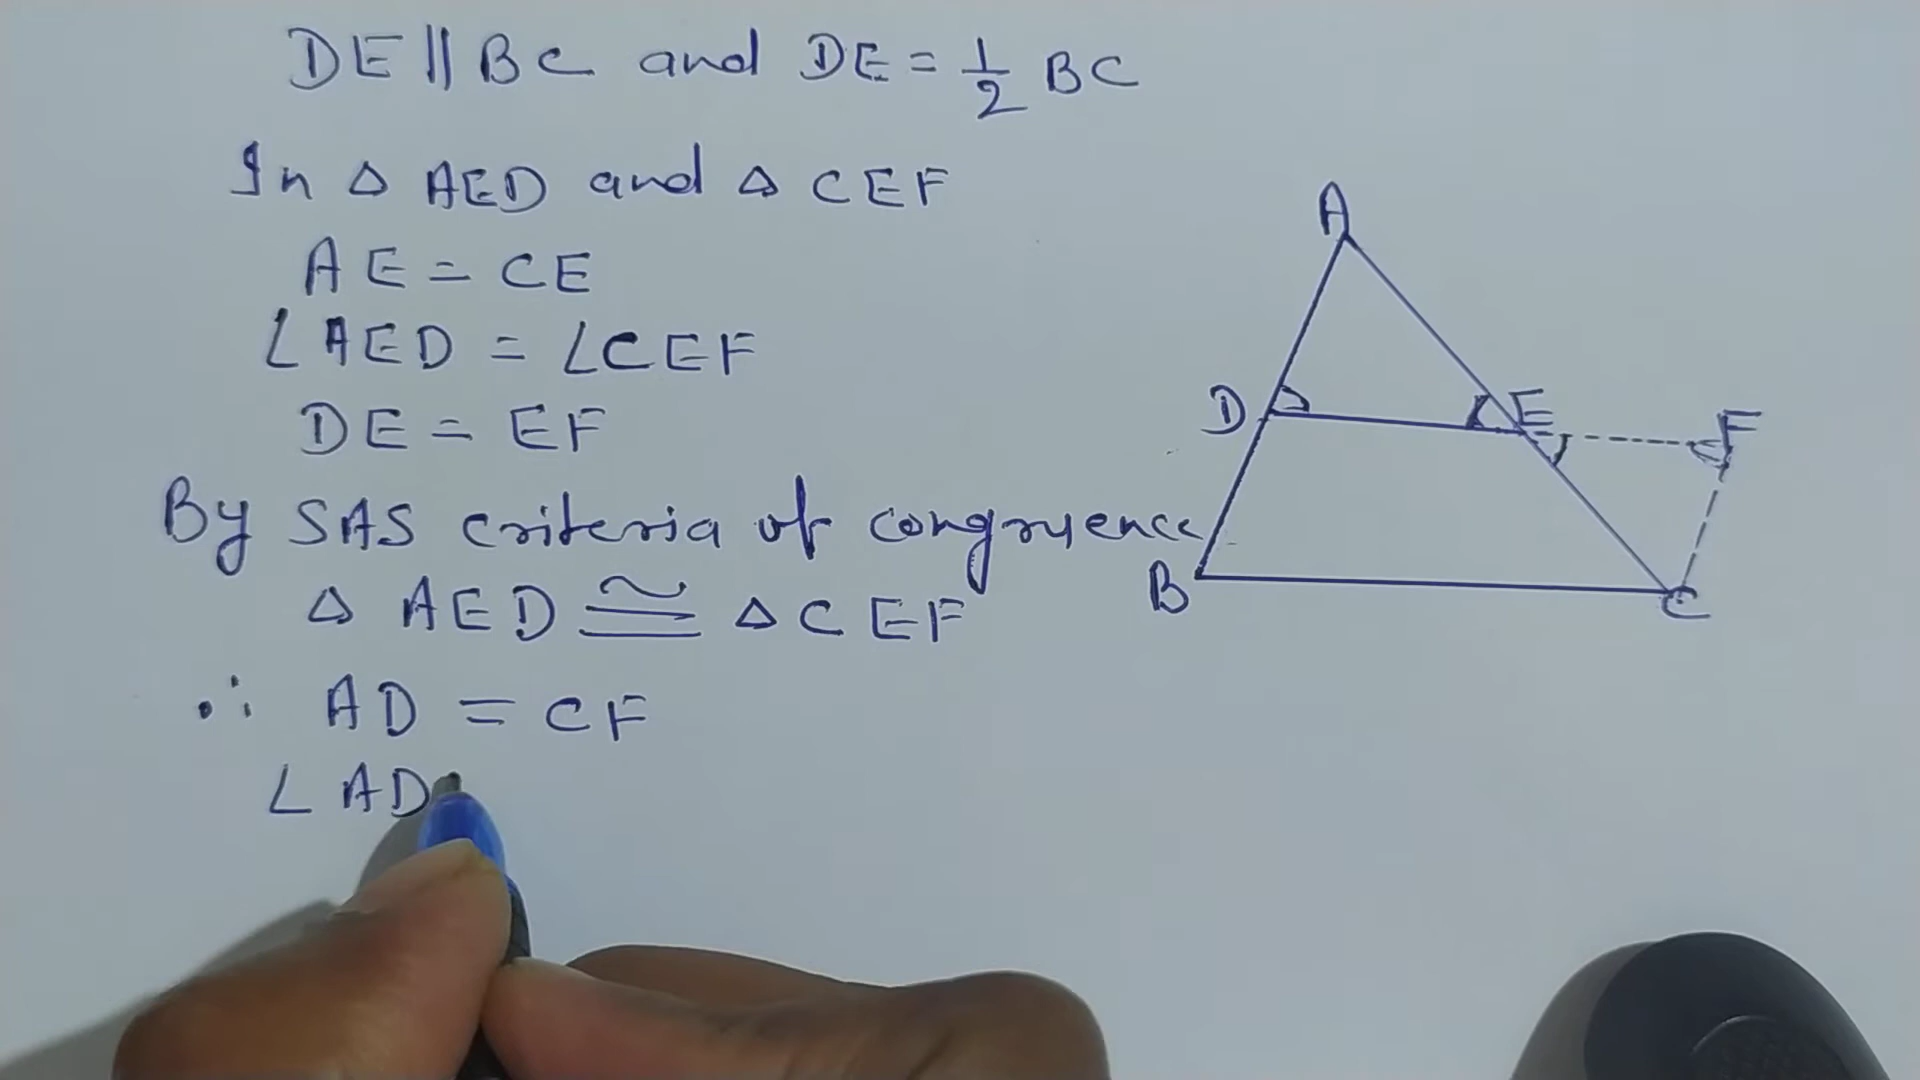 DE || BC and DE = 1/2 BC
In △ AED and △ CEF
AE = CE
∠AED = ∠CEF
DE = EF
By SAS criteria of congruence
△ AED ≅ △ CEF
∴ AD = CF
∠ AD
A
D
E
F
B
C